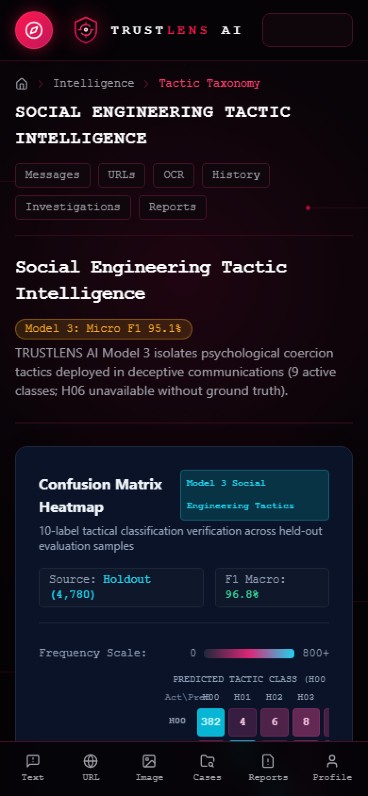 TRUSTLENS AI
Intelligence
Tactic Taxonomy
SOCIAL ENGINEERING TACTIC
INTELLIGENCE
Messages
URLs
OCR
History
Investigations
Reports
Social Engineering Tactic
Intelligence
Model 3: Micro F1 95.1%
TRUSTLENS AI Model 3 isolates psychological coercion
tactics deployed in deceptive communications (9 active
classes; H06 unavailable without ground truth).
Confusion Matrix
Heatmap
Model 3 Social
Engineering Tactics
10-label tactical classification verification across held-out
evaluation samples
Source: Holdout
(4,780)
F1 Macro:
96.8%
Frequency Scale:
0
800+
PREDICTED TACTIC CLASS (H00
Act\Pred
H00
H01
H02
H03
H00
382
4
6
8
Text
URL
Image
Cases
Reports
Profile